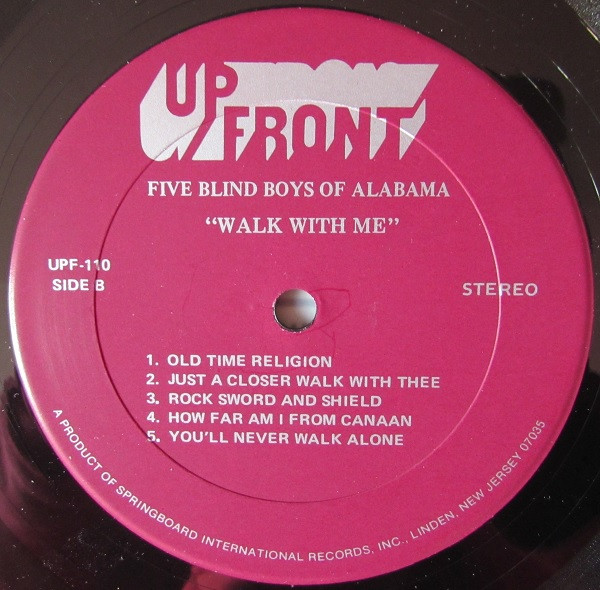 UP
FRONT
FIVE BLIND BOYS OF ALABAMA
"WALK WITH ME"
UPF-110
SIDE B
STEREO
1. OLD TIME RELIGION
2. JUST A CLOSER WALK WITH THEE
3. ROCK SWORD AND SHIELD
4. HOW FAR AM I FROM CANAAN
5. YOU'LL NEVER WALK ALONE
A PRODUCT OF SPRINGBOARD INTERNATIONAL RECORDS, INC., LINDEN, NEW JERSEY 07035